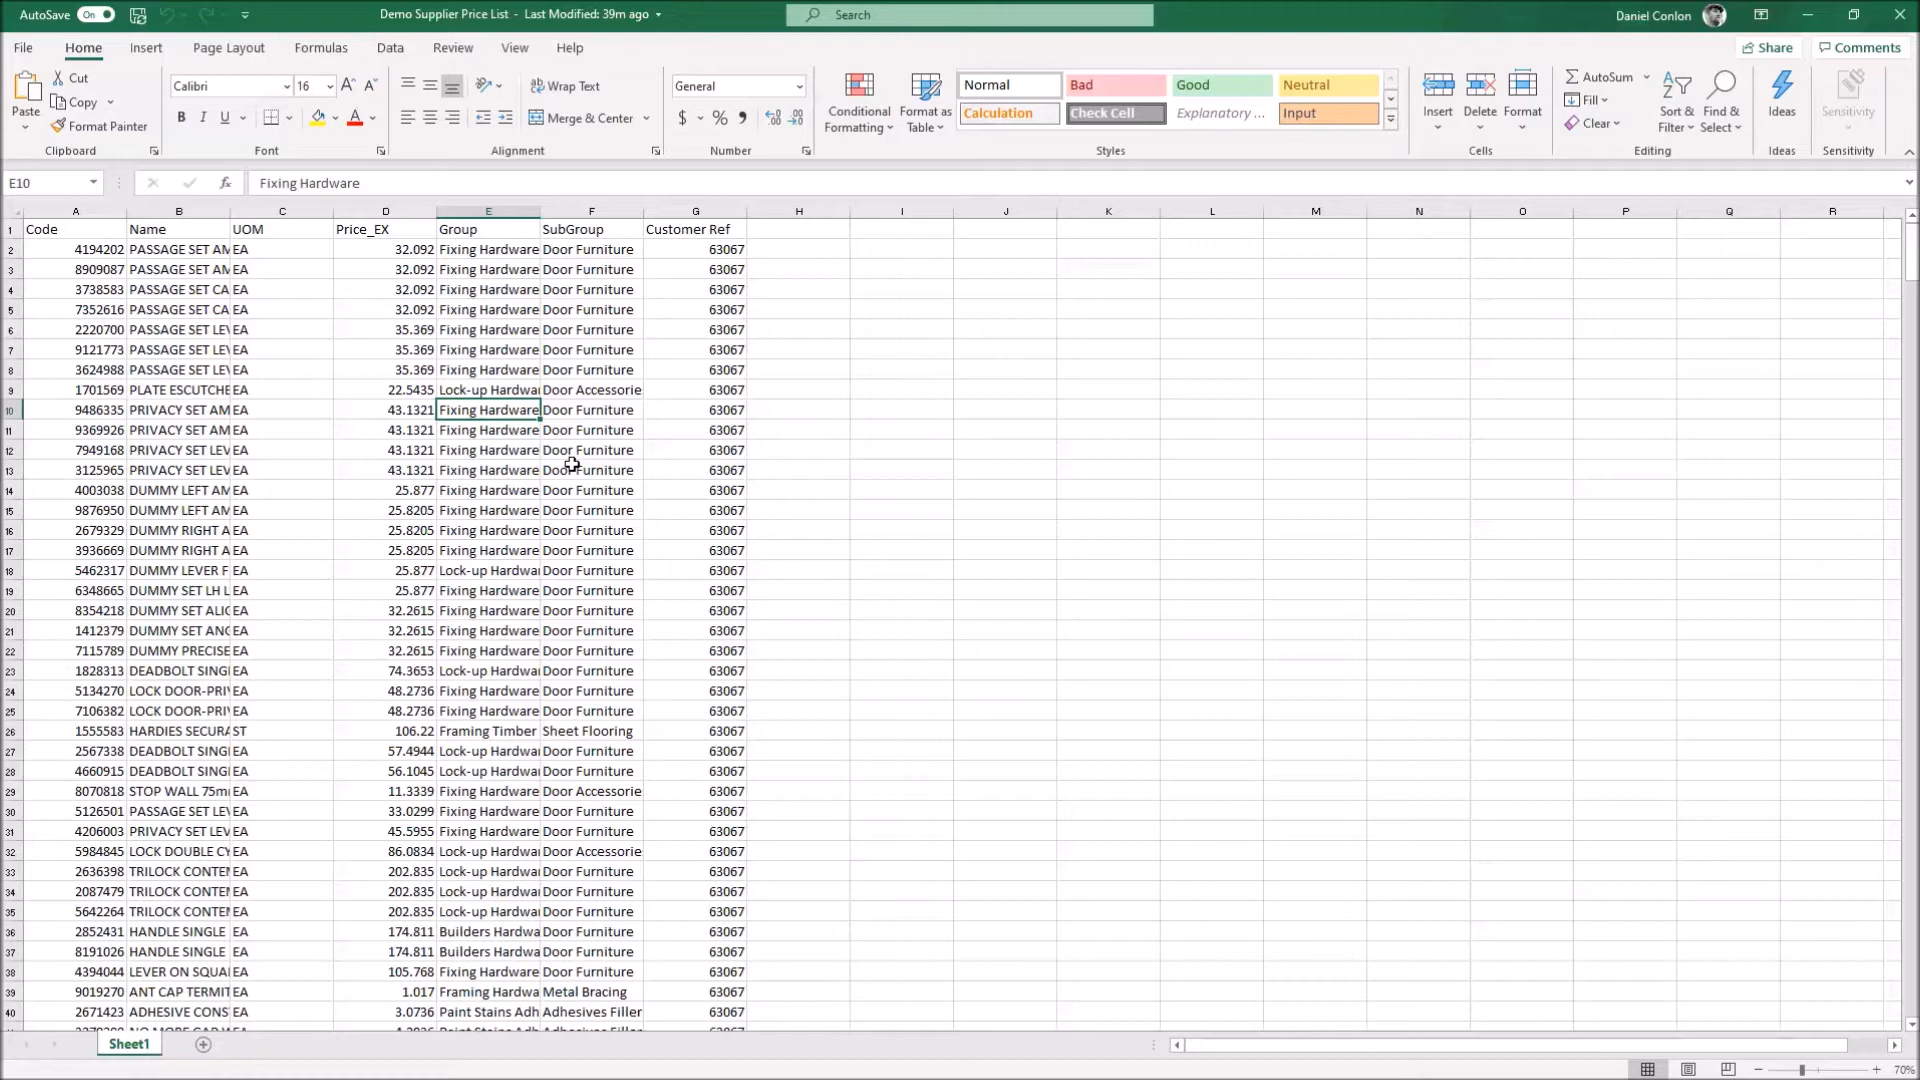 AutoSave On Demo Supplier Price List - Last Modified: 39m ago Search Daniel Conlon
File Home Insert Page Layout Formulas Data Review View Help Share Comments
Paste Cut Copy Format Painter Clipboard
Calibri 16 B I U A Font
Wrap Text Merge & Center Alignment
General $ % Number
Conditional Formatting Format as Table Normal Bad Good Neutral Calculation Check Cell Explanatory ... Input Styles
Insert Delete Format Cells
AutoSum Fill Clear Sort & Filter Find & Select Editing
Ideas Ideas
Sensitivity Sensitivity
E10 fx Fixing Hardware
A B C D E F G H I J K L M N O P Q R
1 Code Name UOM Price_EX Group SubGroup Customer Ref
2 4194202 PASSAGE SET AM EA 32.092 Fixing Hardware Door Furniture 63067
3 8909087 PASSAGE SET AM EA 32.092 Fixing Hardware Door Furniture 63067
4 3738583 PASSAGE SET CA EA 32.092 Fixing Hardware Door Furniture 63067
5 7352616 PASSAGE SET CA EA 32.092 Fixing Hardware Door Furniture 63067
6 2220700 PASSAGE SET LEV EA 35.369 Fixing Hardware Door Furniture 63067
7 9121773 PASSAGE SET LEV EA 35.369 Fixing Hardware Door Furniture 63067
8 3624988 PASSAGE SET LEV EA 35.369 Fixing Hardware Door Furniture 63067
9 1701569 PLATE ESCUTCHE EA 22.5435 Lock-up Hardwar Door Accessorie 63067
10 9486335 PRIVACY SET AM EA 43.1321 Fixing Hardware Door Furniture 63067
11 9369926 PRIVACY SET AM EA 43.1321 Fixing Hardware Door Furniture 63067
12 7949168 PRIVACY SET LEV EA 43.1321 Fixing Hardware Door Furniture 63067
13 3125965 PRIVACY SET LEV EA 43.1321 Fixing Hardware Door Furniture 63067
14 4003038 DUMMY LEFT AM EA 25.877 Fixing Hardware Door Furniture 63067
15 9876950 DUMMY LEFT AM EA 25.8205 Fixing Hardware Door Furniture 63067
16 2679329 DUMMY RIGHT A EA 25.8205 Fixing Hardware Door Furniture 63067
17 3936669 DUMMY RIGHT A EA 25.8205 Fixing Hardware Door Furniture 63067
18 5462317 DUMMY LEVER F EA 25.877 Lock-up Hardwar Door Furniture 63067
19 6348665 DUMMY SET LH L EA 25.877 Fixing Hardware Door Furniture 63067
20 8354218 DUMMY SET ALIG EA 32.2615 Fixing Hardware Door Furniture 63067
21 1412379 DUMMY SET ANG EA 32.2615 Fixing Hardware Door Furniture 63067
22 7115789 DUMMY PRECISE EA 32.2615 Fixing Hardware Door Furniture 63067
23 1828313 DEADBOLT SING EA 74.3653 Lock-up Hardwar Door Furniture 63067
24 5134270 LOCK DOOR-PRIV EA 48.2736 Fixing Hardware Door Furniture 63067
25 7106382 LOCK DOOR-PRIV EA 48.2736 Fixing Hardware Door Furniture 63067
26 1555583 HARDIES SECURA ST 106.22 Framing Timber Sheet Flooring 63067
27 2567338 DEADBOLT SING EA 57.4944 Lock-up Hardwar Door Furniture 63067
28 4660915 DEADBOLT SING EA 56.1045 Lock-up Hardwar Door Furniture 63067
29 8070818 STOP WALL 75m EA 11.3339 Fixing Hardware Door Accessorie 63067
30 5126501 PASSAGE SET LEV EA 33.0299 Fixing Hardware Door Furniture 63067
31 4206003 PRIVACY SET LEV EA 45.5955 Fixing Hardware Door Furniture 63067
32 5984845 LOCK DOUBLE CY EA 86.0834 Lock-up Hardwar Door Accessorie 63067
33 2636398 TRILOCK CONTEM EA 202.835 Lock-up Hardwar Door Furniture 63067
34 2087479 TRILOCK CONTEM EA 202.835 Lock-up Hardwar Door Furniture 63067
35 5642264 TRILOCK CONTEM EA 202.835 Lock-up Hardwar Door Furniture 63067
36 2852431 HANDLE SINGLE EA 174.811 Builders Hardwa Door Furniture 63067
37 8191026 HANDLE SINGLE EA 174.811 Builders Hardwa Door Furniture 63067
38 4394044 LEVER ON SQUA EA 105.768 Fixing Hardware Door Furniture 63067
39 9019270 ANT CAP TERMIT EA 1.017 Framing Hardwa Metal Bracing 63067
40 2671423 ADHESIVE CONS EA 3.0736 Paint Stains Adh Adhesives Filler 63067
Sheet1
70%